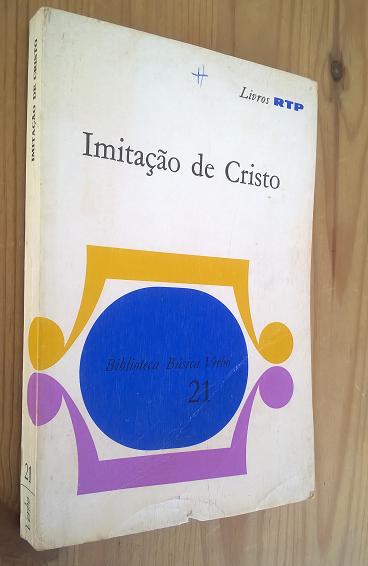 Livros RTP
Imitação de Cristo
Biblioteca Básica Verbo
21
IMITAÇÃO DE CRISTO
Verbo
21